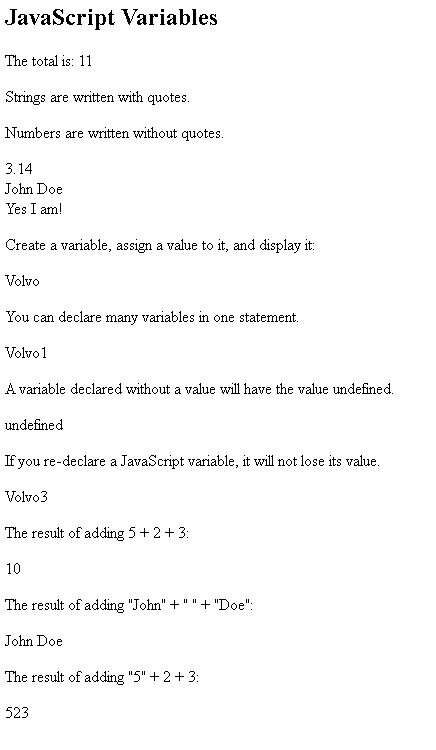 JavaScript Variables
The total is: 11
Strings are written with quotes.
Numbers are written without quotes.
3.14
John Doe
Yes I am!
Create a variable, assign a value to it, and display it:
Volvo
You can declare many variables in one statement.
Volvo1
A variable declared without a value will have the value undefined.
undefined
If you re-declare a JavaScript variable, it will not lose its value.
Volvo3
The result of adding 5 + 2 + 3:
10
The result of adding "John" + " " + "Doe":
John Doe
The result of adding "5" + 2 + 3:
523